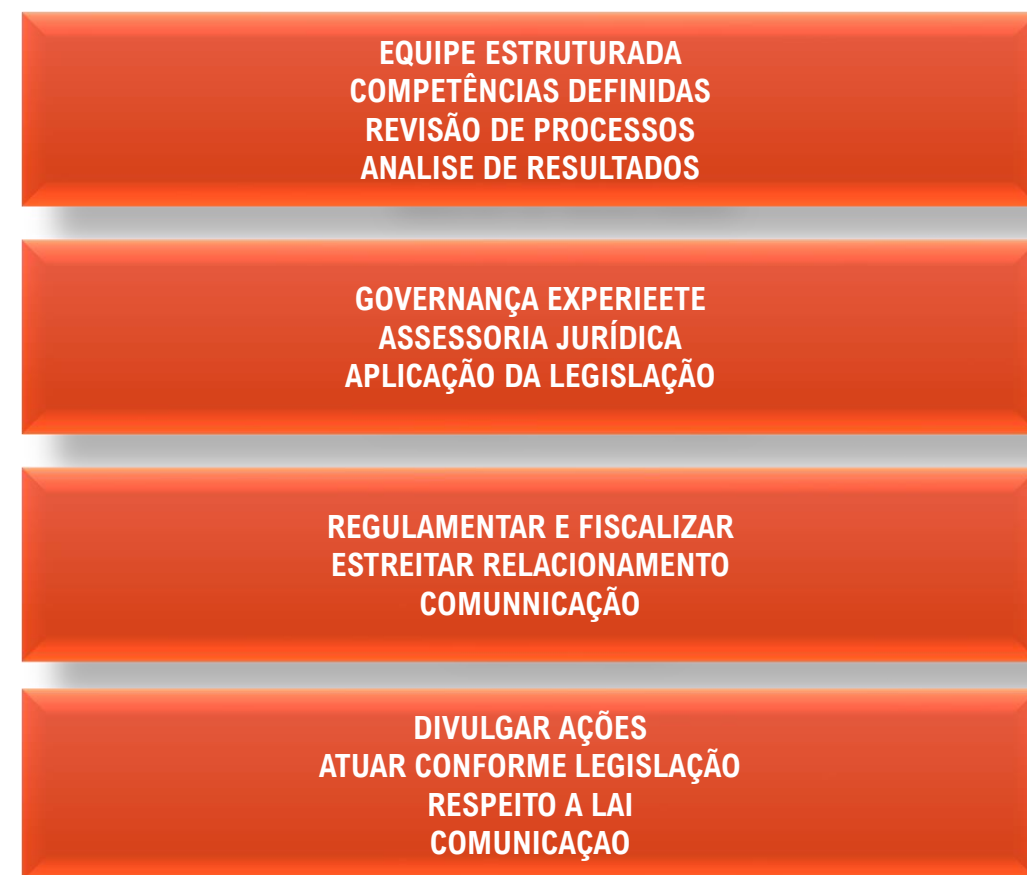 EQUIPE ESTRUTURADA
COMPETÊNCIAS DEFINIDAS
REVISÃO DE PROCESSOS
ANALISE DE RESULTADOS
GOVERNANÇA EXPERIEETE
ASSESSORIA JURÍDICA
APLICAÇÃO DA LEGISLAÇÃO
REGULAMENTAR E FISCALIZAR
ESTREITAR RELACIONAMENTO
COMUNNICAÇÃO
DIVULGAR AÇÕES
ATUAR CONFORME LEGISLAÇÃO
RESPEITO A LAI
COMUNICAÇAO